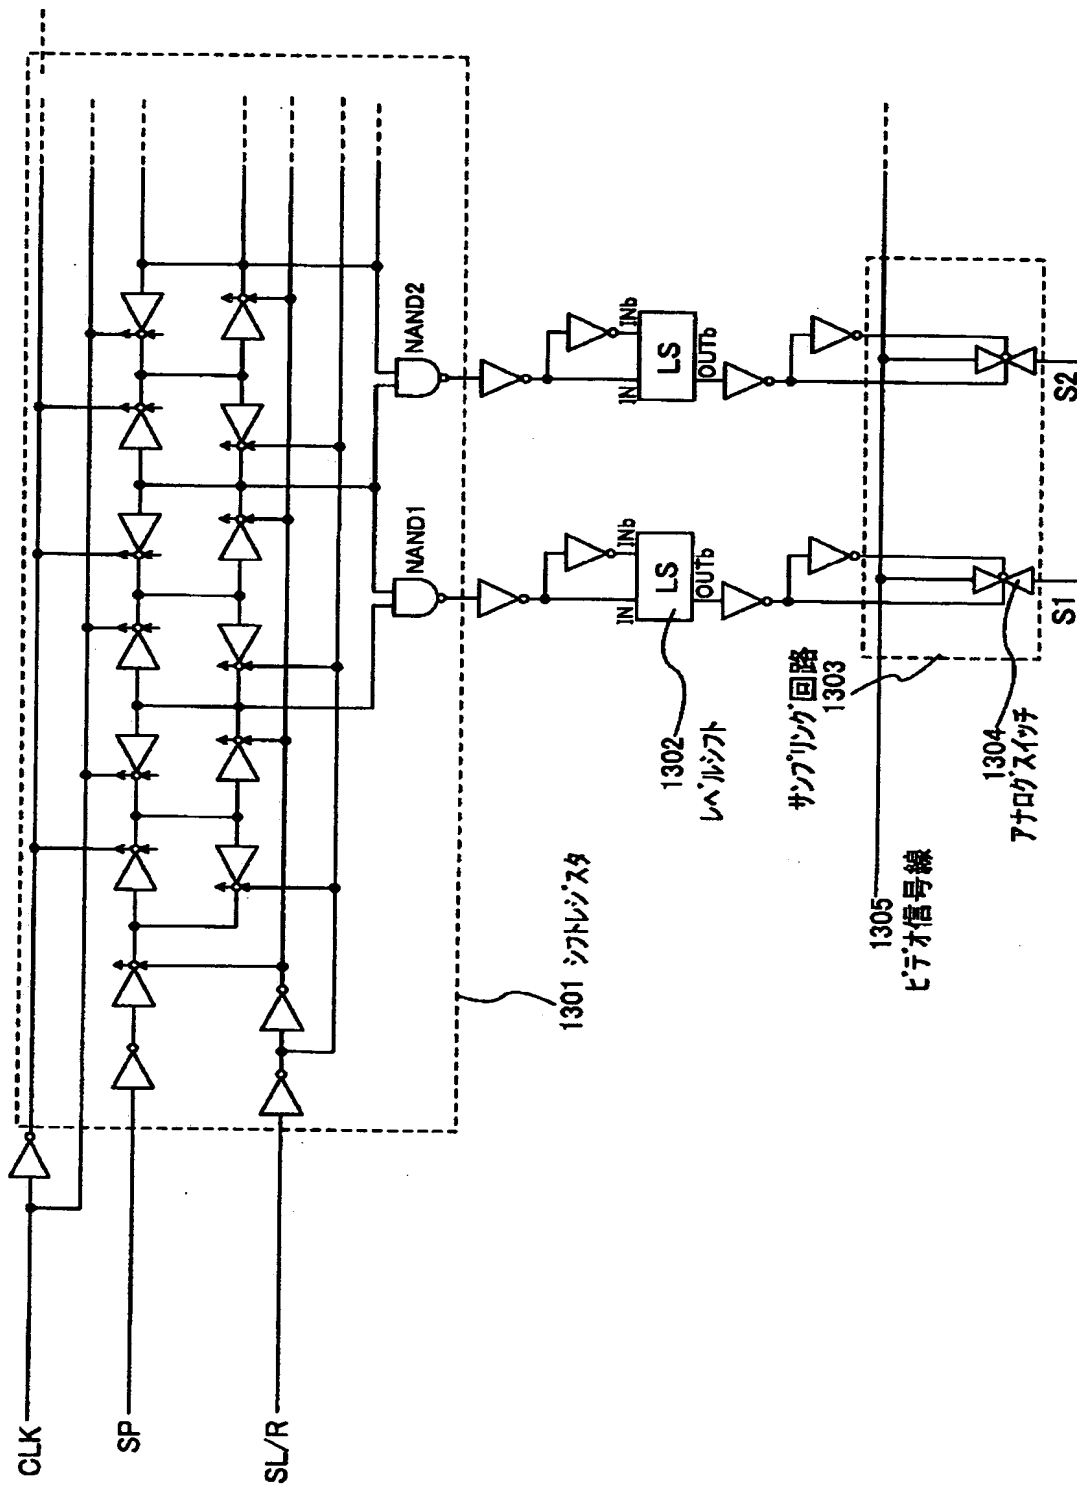 CLK
SP
SL/R
1301 シフトレジスタ
NAND1
NAND2
IN
INb
LS
OUTb
IN
INb
LS
OUTb
1302
レベルシフト
サンプリング回路
1303
1304
アナログスイッチ
1305
ビデオ信号線
S1
S2